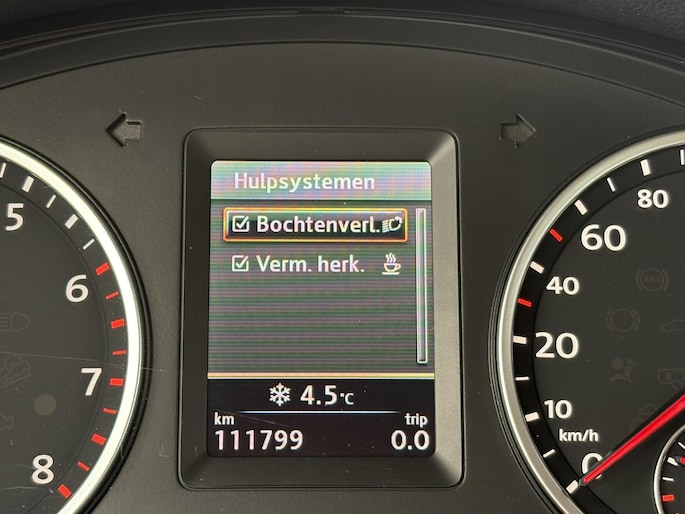 Hulpsystemen
Bochtenverl.
Verm. herk.
4.5°C
km trip
111799 0.0
5
6
7
8
80
60
40
20
10
0
km/h